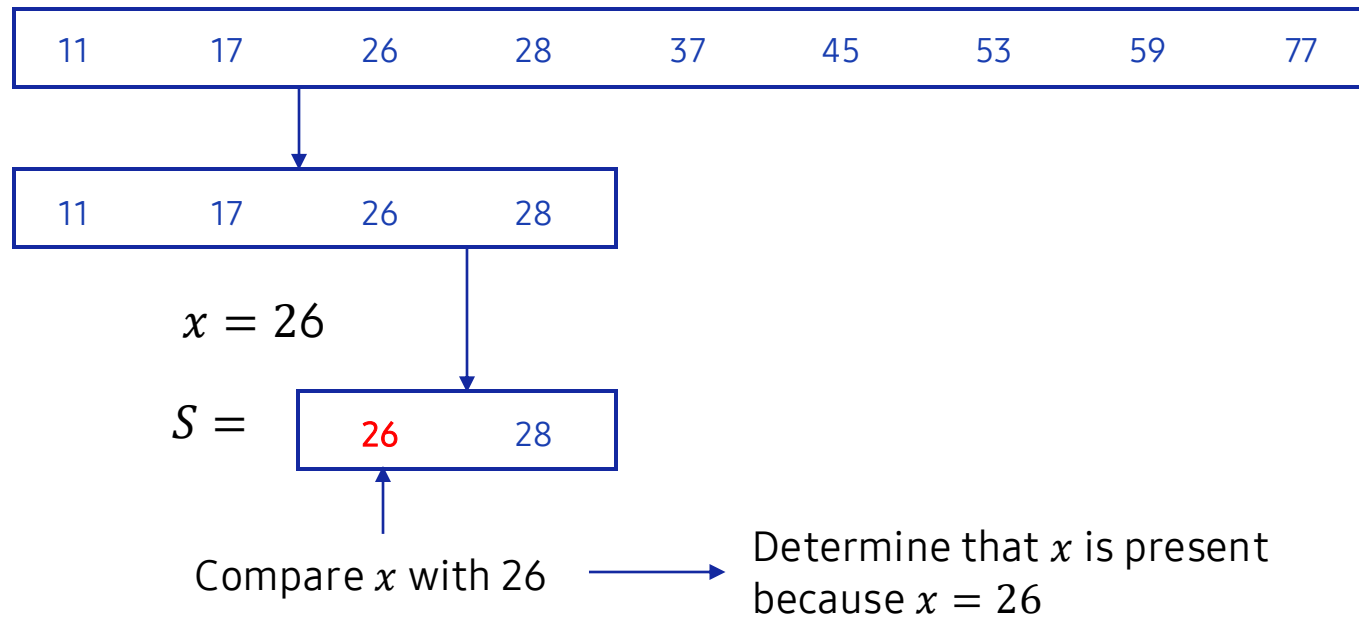 11 17 26 28 37 45 53 59 77
11 17 26 28
x = 26
S =
26 28
Compare x with 26
Determine that x is present
because x = 26